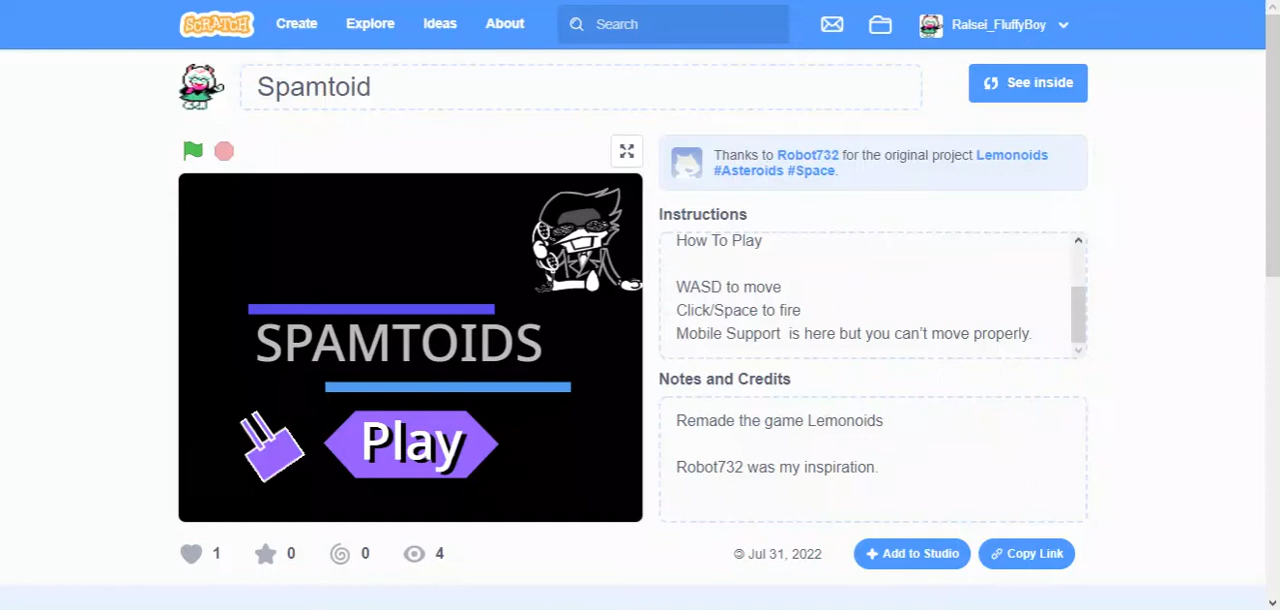 SCRATCH Create Explore Ideas About Search Ralsei_FluffyBoy
Spamtoid
See inside
Thanks to Robot732 for the original project Lemonoids
#Asteroids #Space.
Instructions
How To Play
WASD to move
Click/Space to fire
Mobile Support  is here but you can’t move properly.
SPAMTOIDS
Play
Notes and Credits
Remade the game Lemonoids
Robot732 was my inspiration.
1 0 0 4
© Jul 31, 2022
Add to Studio
Copy Link